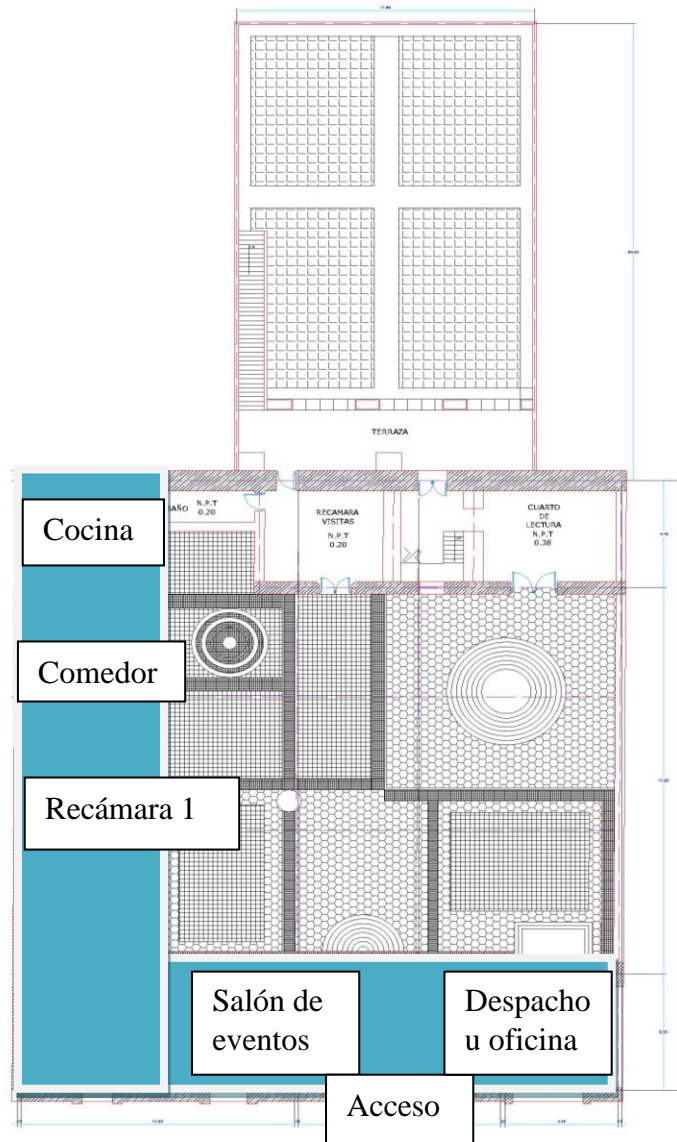 TERRAZA
Cocina
BAÑO
N.P.T
0.20
RECAMARA
VISITAS
N.P.T
0.20
CUARTO
DE
LECTURA
N.P.T
0.38
Comedor
Recámara 1
Salón de
eventos
Despacho
u oficina
Acceso